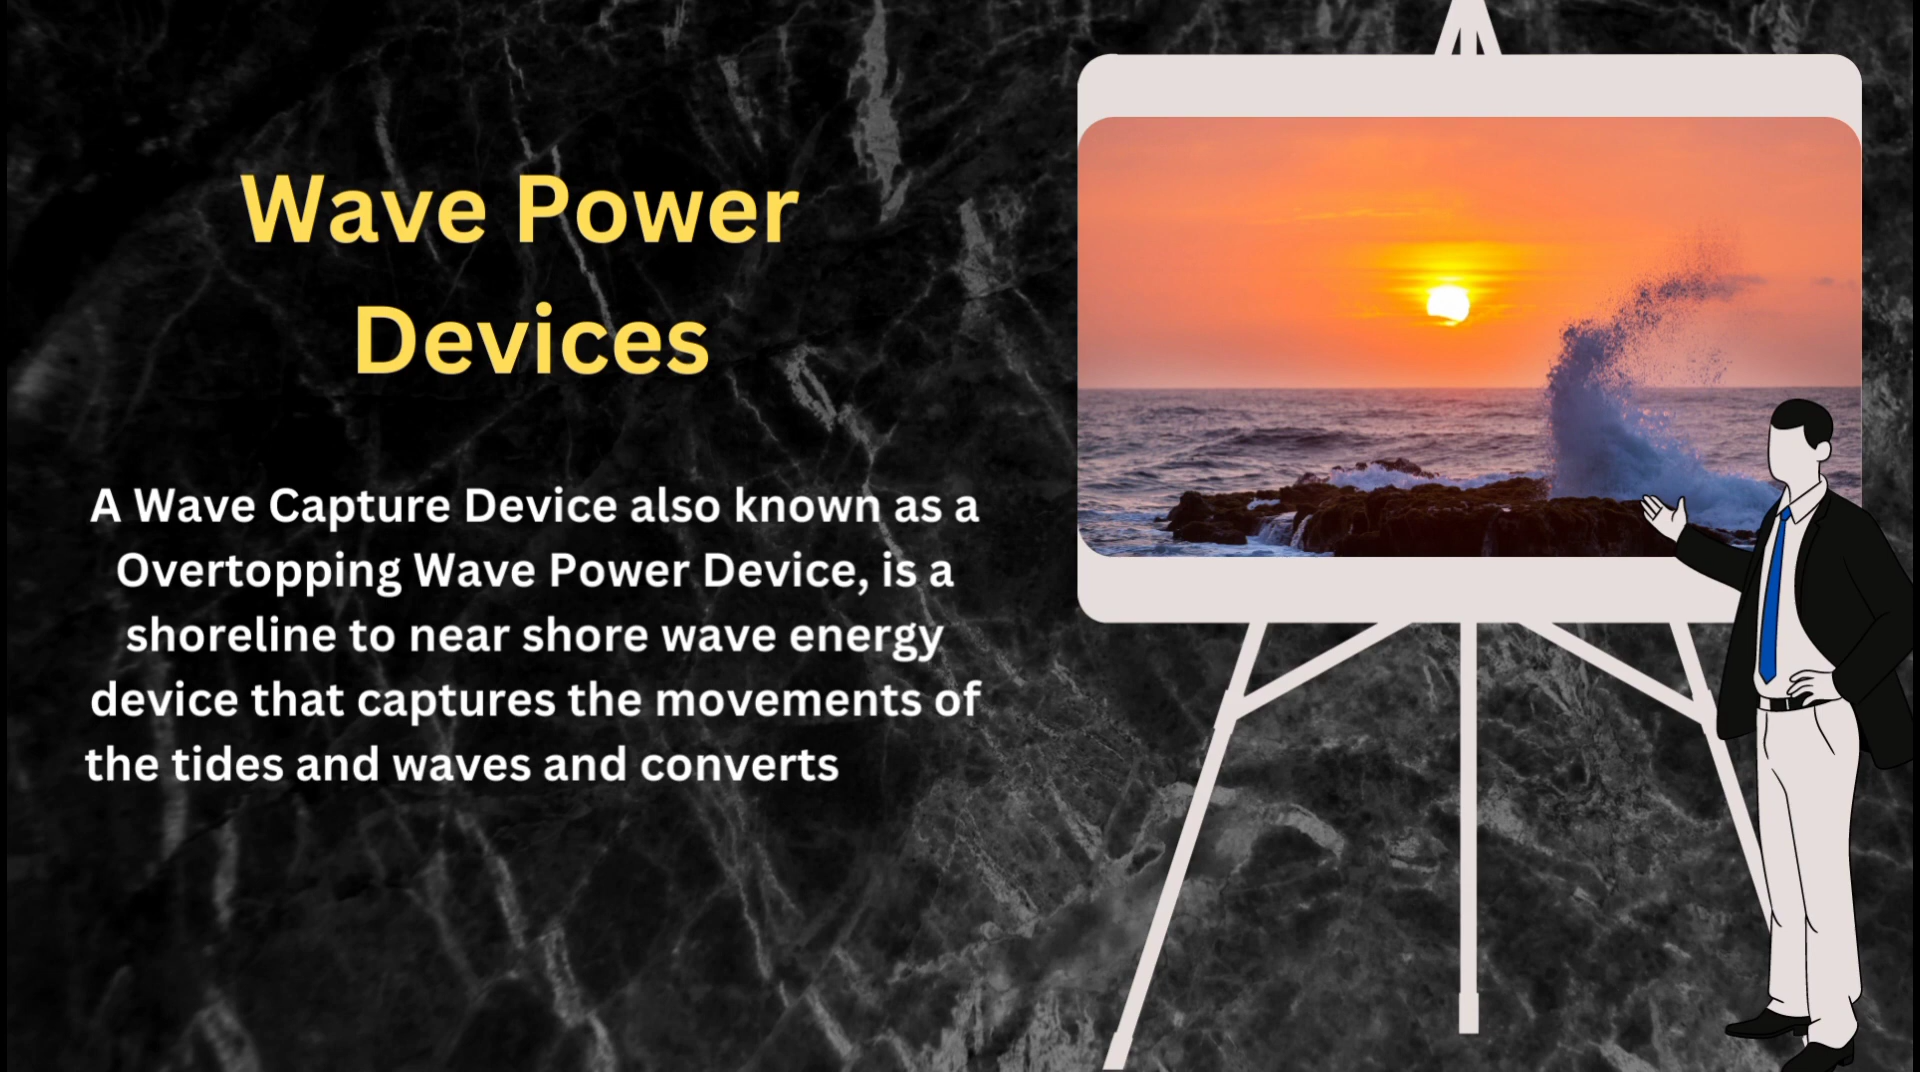 Wave Power
Devices
A Wave Capture Device also known as a
Overtopping Wave Power Device, is a
shoreline to near shore wave energy
device that captures the movements of
the tides and waves and converts